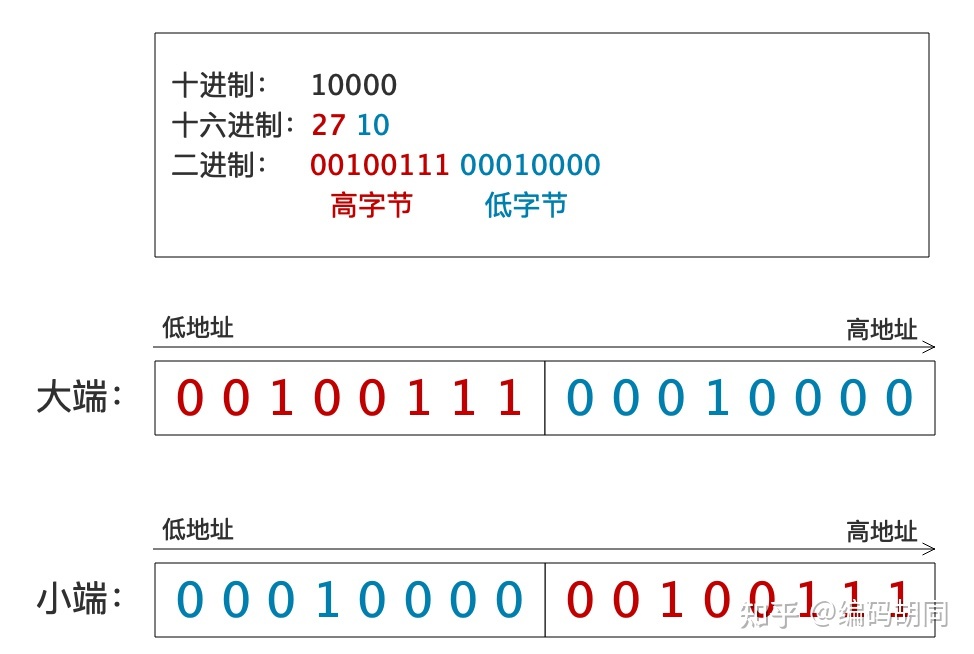 十进制： 10000
十六进制：27 10
二进制： 00100111 00010000
高字节 低字节
低地址 高地址
大端： 0 0 1 0 0 1 1 1 0 0 0 1 0 0 0 0
低地址 高地址
小端： 0 0 0 1 0 0 0 0 0 0 1 0 0 1 1 1
知乎 @编码胡同